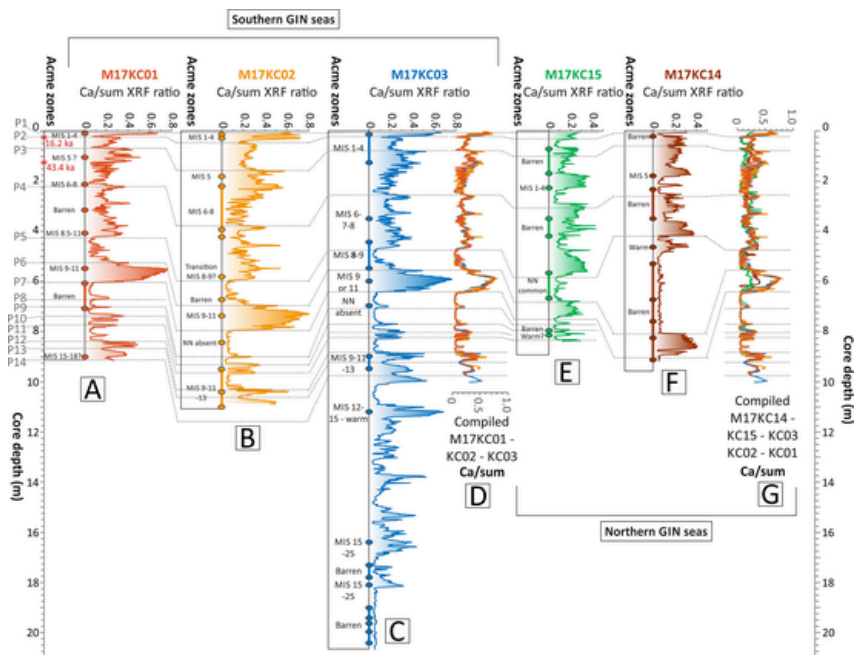 Southern GIN seas
Acme zones
M17KC01
Ca/sum XRF ratio
0 0.2 0.4 0.6 0.8
Acme zones
M17KC02
Ca/sum XRF ratio
0 0.2 0.4 0.6 0.8
Acme zones
M17KC03
Ca/sum XRF ratio
0 0.2 0.4 0.6 0.8
Acme zones
M17KC15
Ca/sum XRF ratio
0 0.2 0.4
Acme zones
M17KC14
Ca/sum XRF ratio
0 0.2 0.4
0 0.5 1.0
P1
P2
P3
P4
P5
P6
P7
P8
P9
P10
P11
P12
P13
P14
0
2
4
6
8
10
12
14
16
18
20
Core depth (m)
MIS 1-4
16.2 ka
MIS 5 ?
43.4 ka
MIS 6-8
Barren
MIS 8.5-11
MIS 9-11
Barren
MIS 15-18?
A
MIS 1-4
MIS 5
MIS 6-8
Transition
MIS 8-9?
Barren
MIS 9-11
NN absent
MIS 9-11
-13
B
MIS 1-4
MIS 6-
7-8
MIS 8-9
MIS 9
or 11
NN
absent
MIS 9-11
-13
MIS 12-
15 - warm
MIS 15
-25
Barren
MIS 15
-25
Barren
C
0 0.5 1.0
Compiled
M17KC01 -
KC02 - KC03
Ca/sum
D
Barren
MIS 1-4
Barren
NN
common
Barren
Warm?
E
Barren
MIS 5
Barren
Warm
F
0 0.5 1.0
Compiled
M17KC14 -
KC15 - KC03
KC02 - KC01
Ca/sum
G
Northern GIN seas
0
2
4
6
8
10
12
14
16
18
20
Core depth (m)